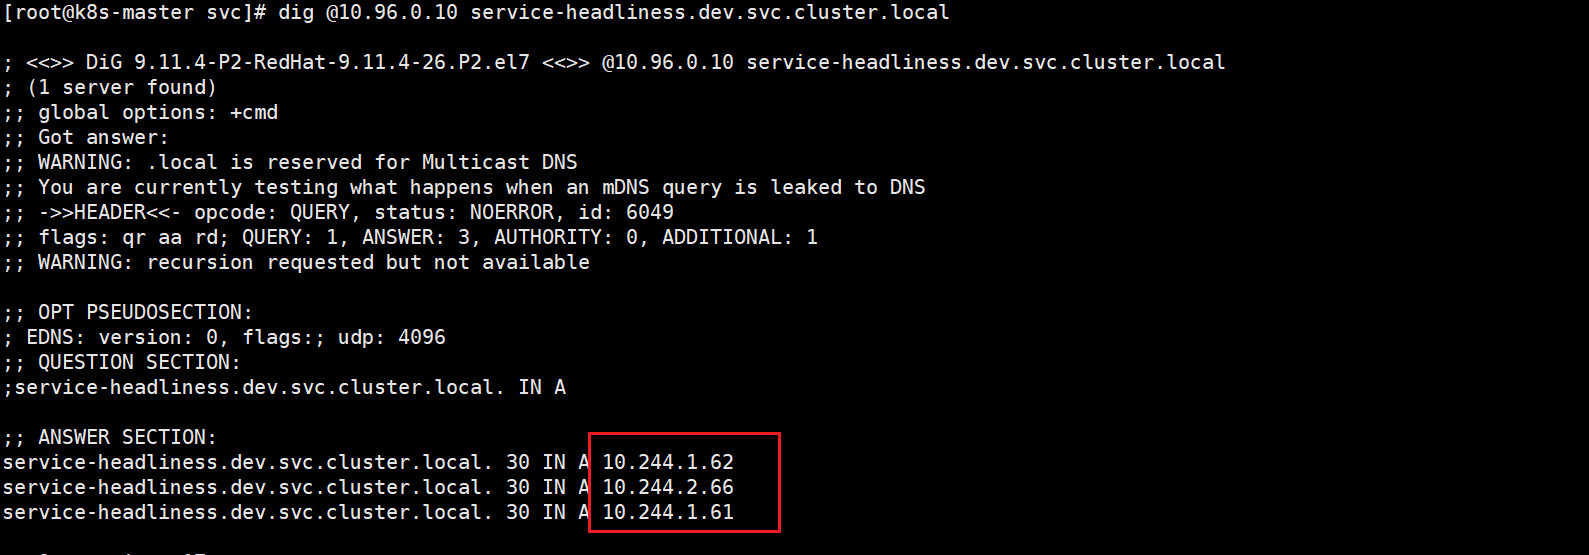 [root@k8s-master svc]# dig @10.96.0.10 service-headliness.dev.svc.cluster.local
; <<>> DiG 9.11.4-P2-RedHat-9.11.4-26.P2.el7 <<>> @10.96.0.10 service-headliness.dev.svc.cluster.local
; (1 server found)
;; global options: +cmd
;; Got answer:
;; WARNING: .local is reserved for Multicast DNS
;; You are currently testing what happens when an mDNS query is leaked to DNS
;; ->>HEADER<<- opcode: QUERY, status: NOERROR, id: 6049
;; flags: qr aa rd; QUERY: 1, ANSWER: 3, AUTHORITY: 0, ADDITIONAL: 1
;; WARNING: recursion requested but not available
;; OPT PSEUDOSECTION:
; EDNS: version: 0, flags:; udp: 4096
;; QUESTION SECTION:
;service-headliness.dev.svc.cluster.local. IN A
;; ANSWER SECTION:
service-headliness.dev.svc.cluster.local. 30 IN A 10.244.1.62
service-headliness.dev.svc.cluster.local. 30 IN A 10.244.2.66
service-headliness.dev.svc.cluster.local. 30 IN A 10.244.1.61